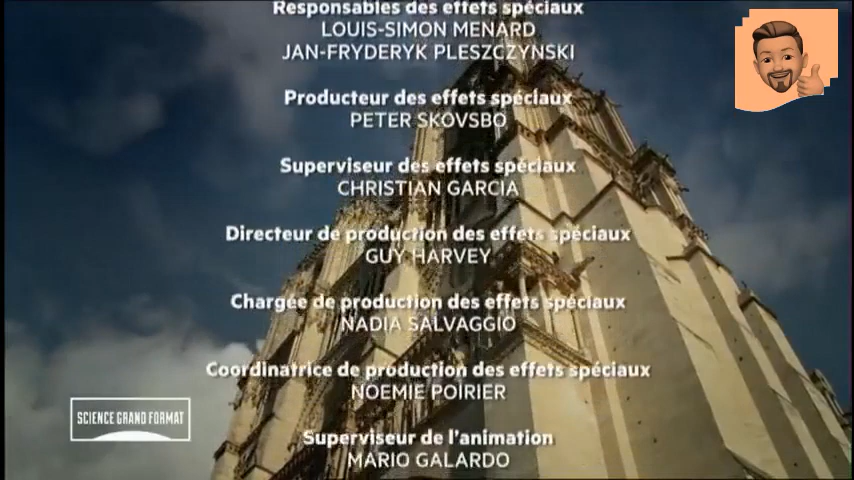 Responsables des effets spéciaux
LOUIS-SIMON MENARD
JAN-FRYDERYK PLESZCZYNSKI
Producteur des effets spéciaux
PETER SKOVSBO
Superviseur des effets spéciaux
CHRISTIAN GARCIA
Directeur de production des effets spéciaux
GUY HARVEY
Chargée de production des effets spéciaux
NADIA SALVAGGIO
Coordinatrice de production des effets spéciaux
NOEMIE POIRIER
SCIENCE GRAND FORMAT
Superviseur de l'animation
MARIO GALARDO